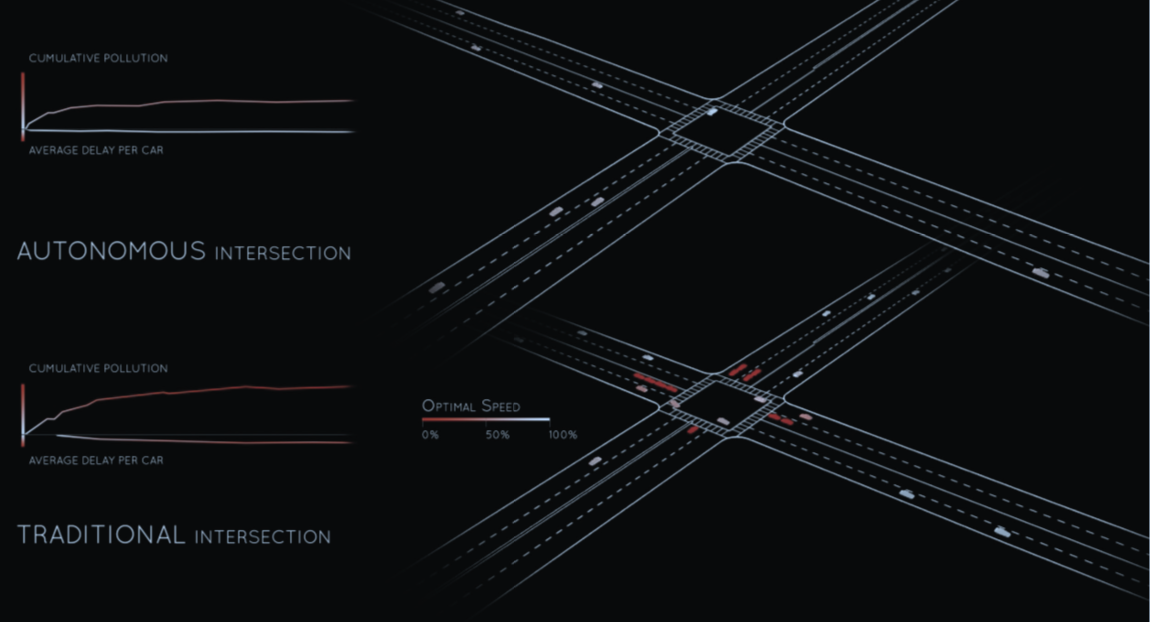 CUMULATIVE POLLUTION
AVERAGE DELAY PER CAR
AUTONOMOUS INTERSECTION
CUMULATIVE POLLUTION
AVERAGE DELAY PER CAR
TRADITIONAL INTERSECTION
OPTIMAL SPEED
0% 50% 100%